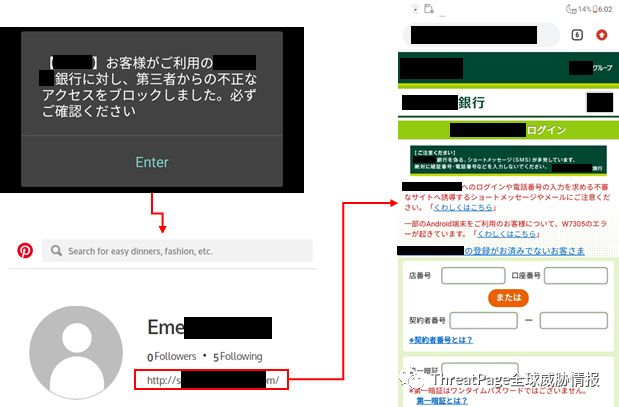 【 】お客様がご利用の
銀行に対し、第三者からの不正な
アクセスをブロックしました。必ず
ご確認ください
Enter
Search for easy dinners, fashion, etc.
Eme
0 Followers • 5 Following
http://s om/
... 14% 6:02
6
グループ
銀行
ログイン
【ご注意ください】
銀行を偽る、ショートメッセージ(SMS)が多発しています。
絶対に暗証番号・電話番号などを入力しないでください。 銀行
へのログインや電話番号の入力を求める不審
なサイトへ誘導するショートメッセージやメールにご注意くだ
さい。「くわしくはこちら」
一部のAndroid端末をご利用のお客様について、W7305のエラ
ーが起きています。「くわしくはこちら」
の登録がお済みでないお客さま
店番号 口座番号
または
契約者番号 ー
※契約者番号とは?
第一暗証
※第一暗証はワンタイムパスワードではございません。
第一暗証とは?
ThreatPage全球威胁情报